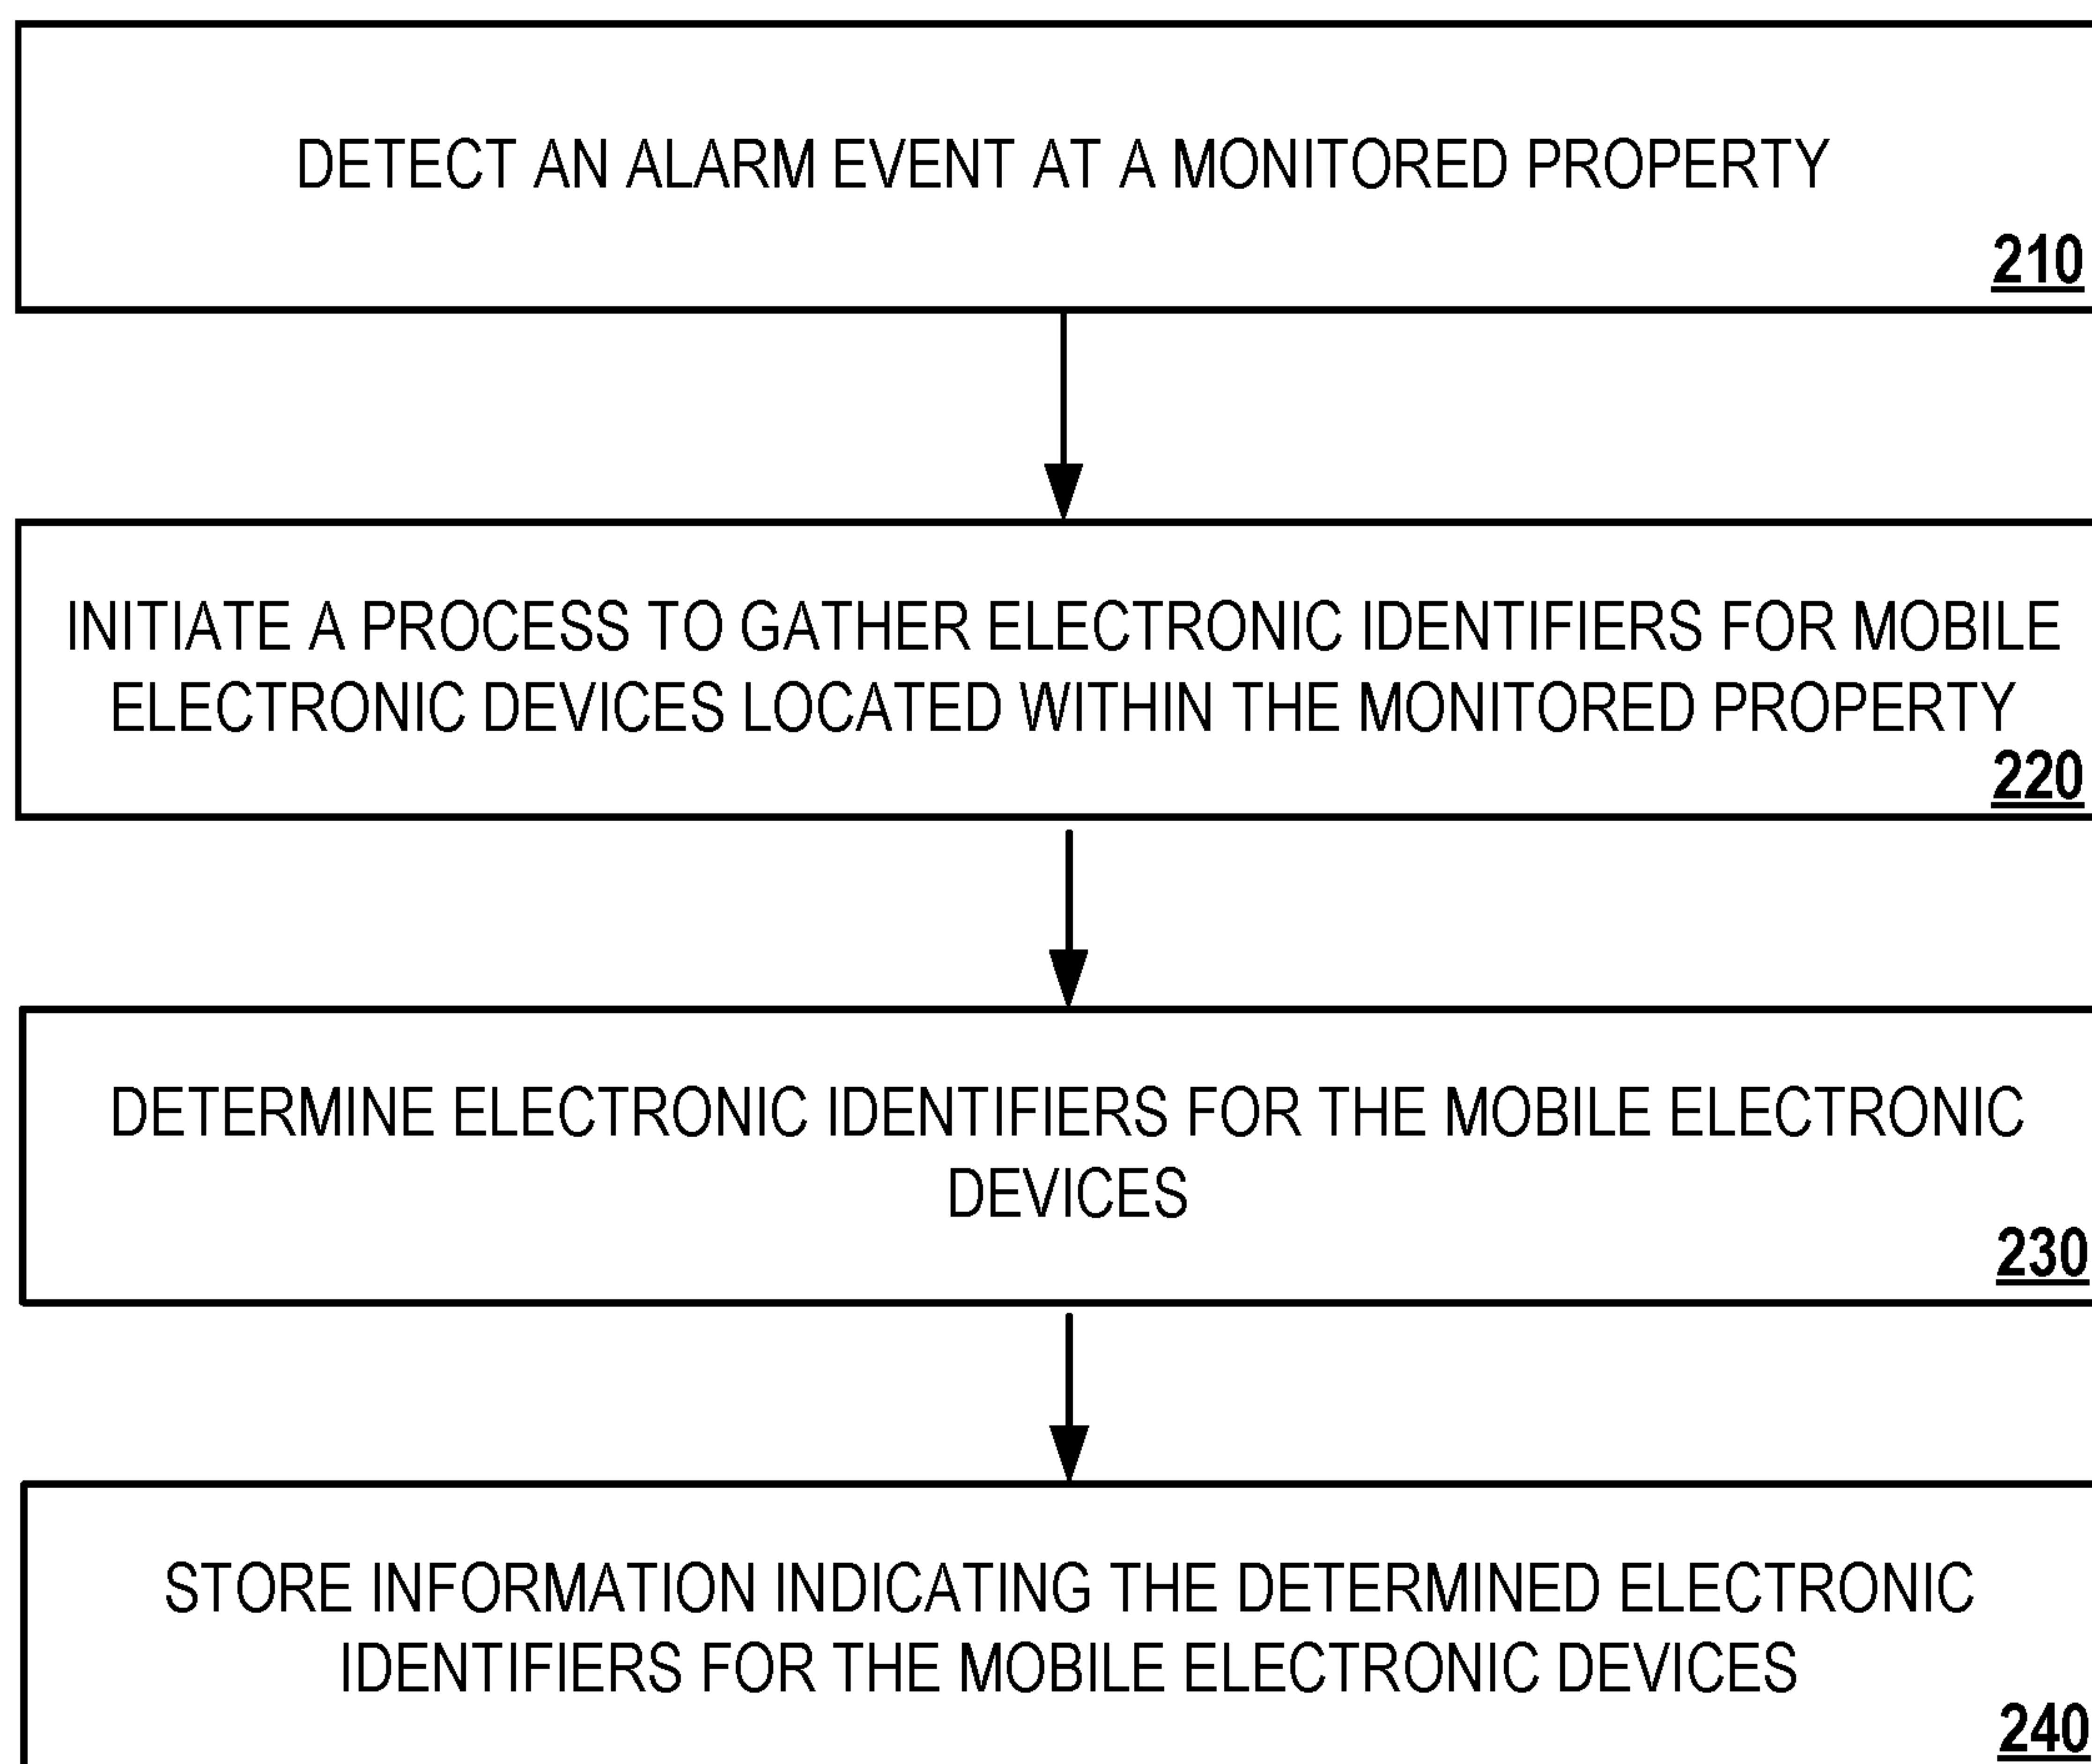 DETECT AN ALARM EVENT AT A MONITORED PROPERTY
210
INITIATE A PROCESS TO GATHER ELECTRONIC IDENTIFIERS FOR MOBILE
ELECTRONIC DEVICES LOCATED WITHIN THE MONITORED PROPERTY
220
DETERMINE ELECTRONIC IDENTIFIERS FOR THE MOBILE ELECTRONIC
DEVICES
230
STORE INFORMATION INDICATING THE DETERMINED ELECTRONIC
IDENTIFIERS FOR THE MOBILE ELECTRONIC DEVICES
240